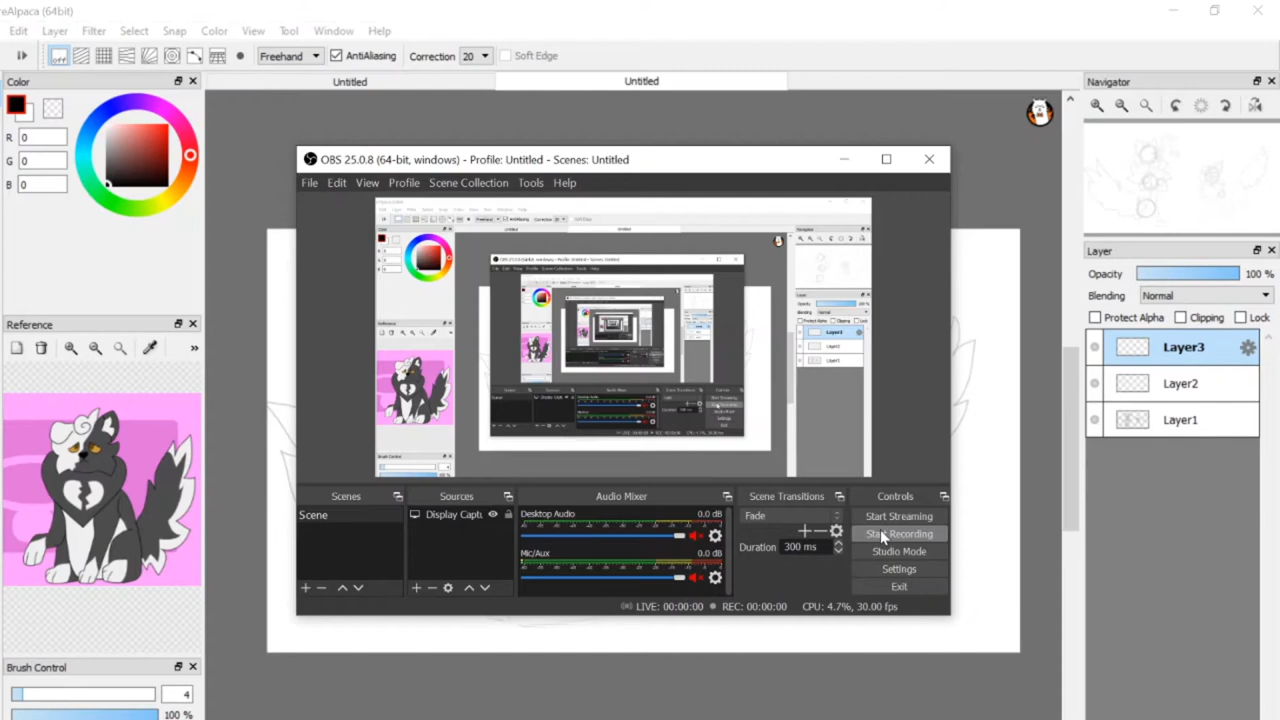 reAlpaca (64bit)
Edit Layer Filter Select Snap Color View Tool Window Help
off Freehand AntiAliasing Correction 20 Soft Edge
Untitled Untitled
Color
R 0
G 0
B 0
Reference
»
Brush Control
4
100 %
OBS 25.0.8 (64-bit, windows) - Profile: Untitled - Scenes: Untitled
File Edit View Profile Scene Collection Tools Help
Scenes Sources Audio Mixer Scene Transitions Controls
Scene
Display Captu
Desktop Audio 0.0 dB
Mic/Aux 0.0 dB
Fade
Duration 300 ms
Start Streaming
Start Recording
Studio Mode
Settings
Exit
LIVE: 00:00:00 REC: 00:00:00 CPU: 4.7%, 30.00 fps
Navigator
Layer
Opacity 100 %
Blending Normal
Protect Alpha Clipping Lock
Layer3
Layer2
Layer1